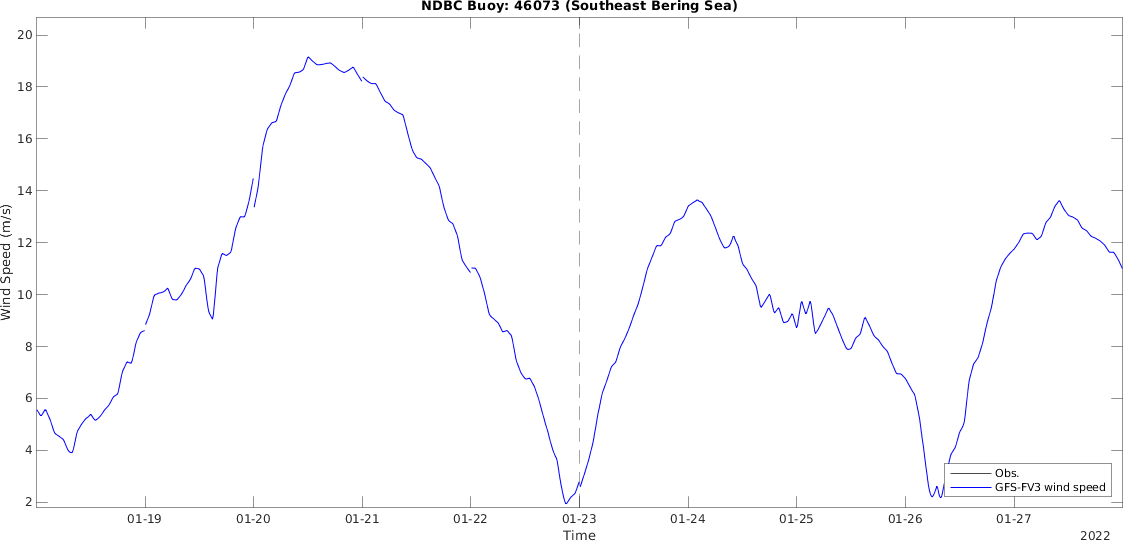 NDBC Buoy: 46073 (Southeast Bering Sea)
Wind Speed (m/s)
20
18
16
14
12
10
8
6
4
2
Obs.
GFS-FV3 wind speed
01-19 01-20 01-21 01-22 01-23 01-24 01-25 01-26 01-27
Time
2022